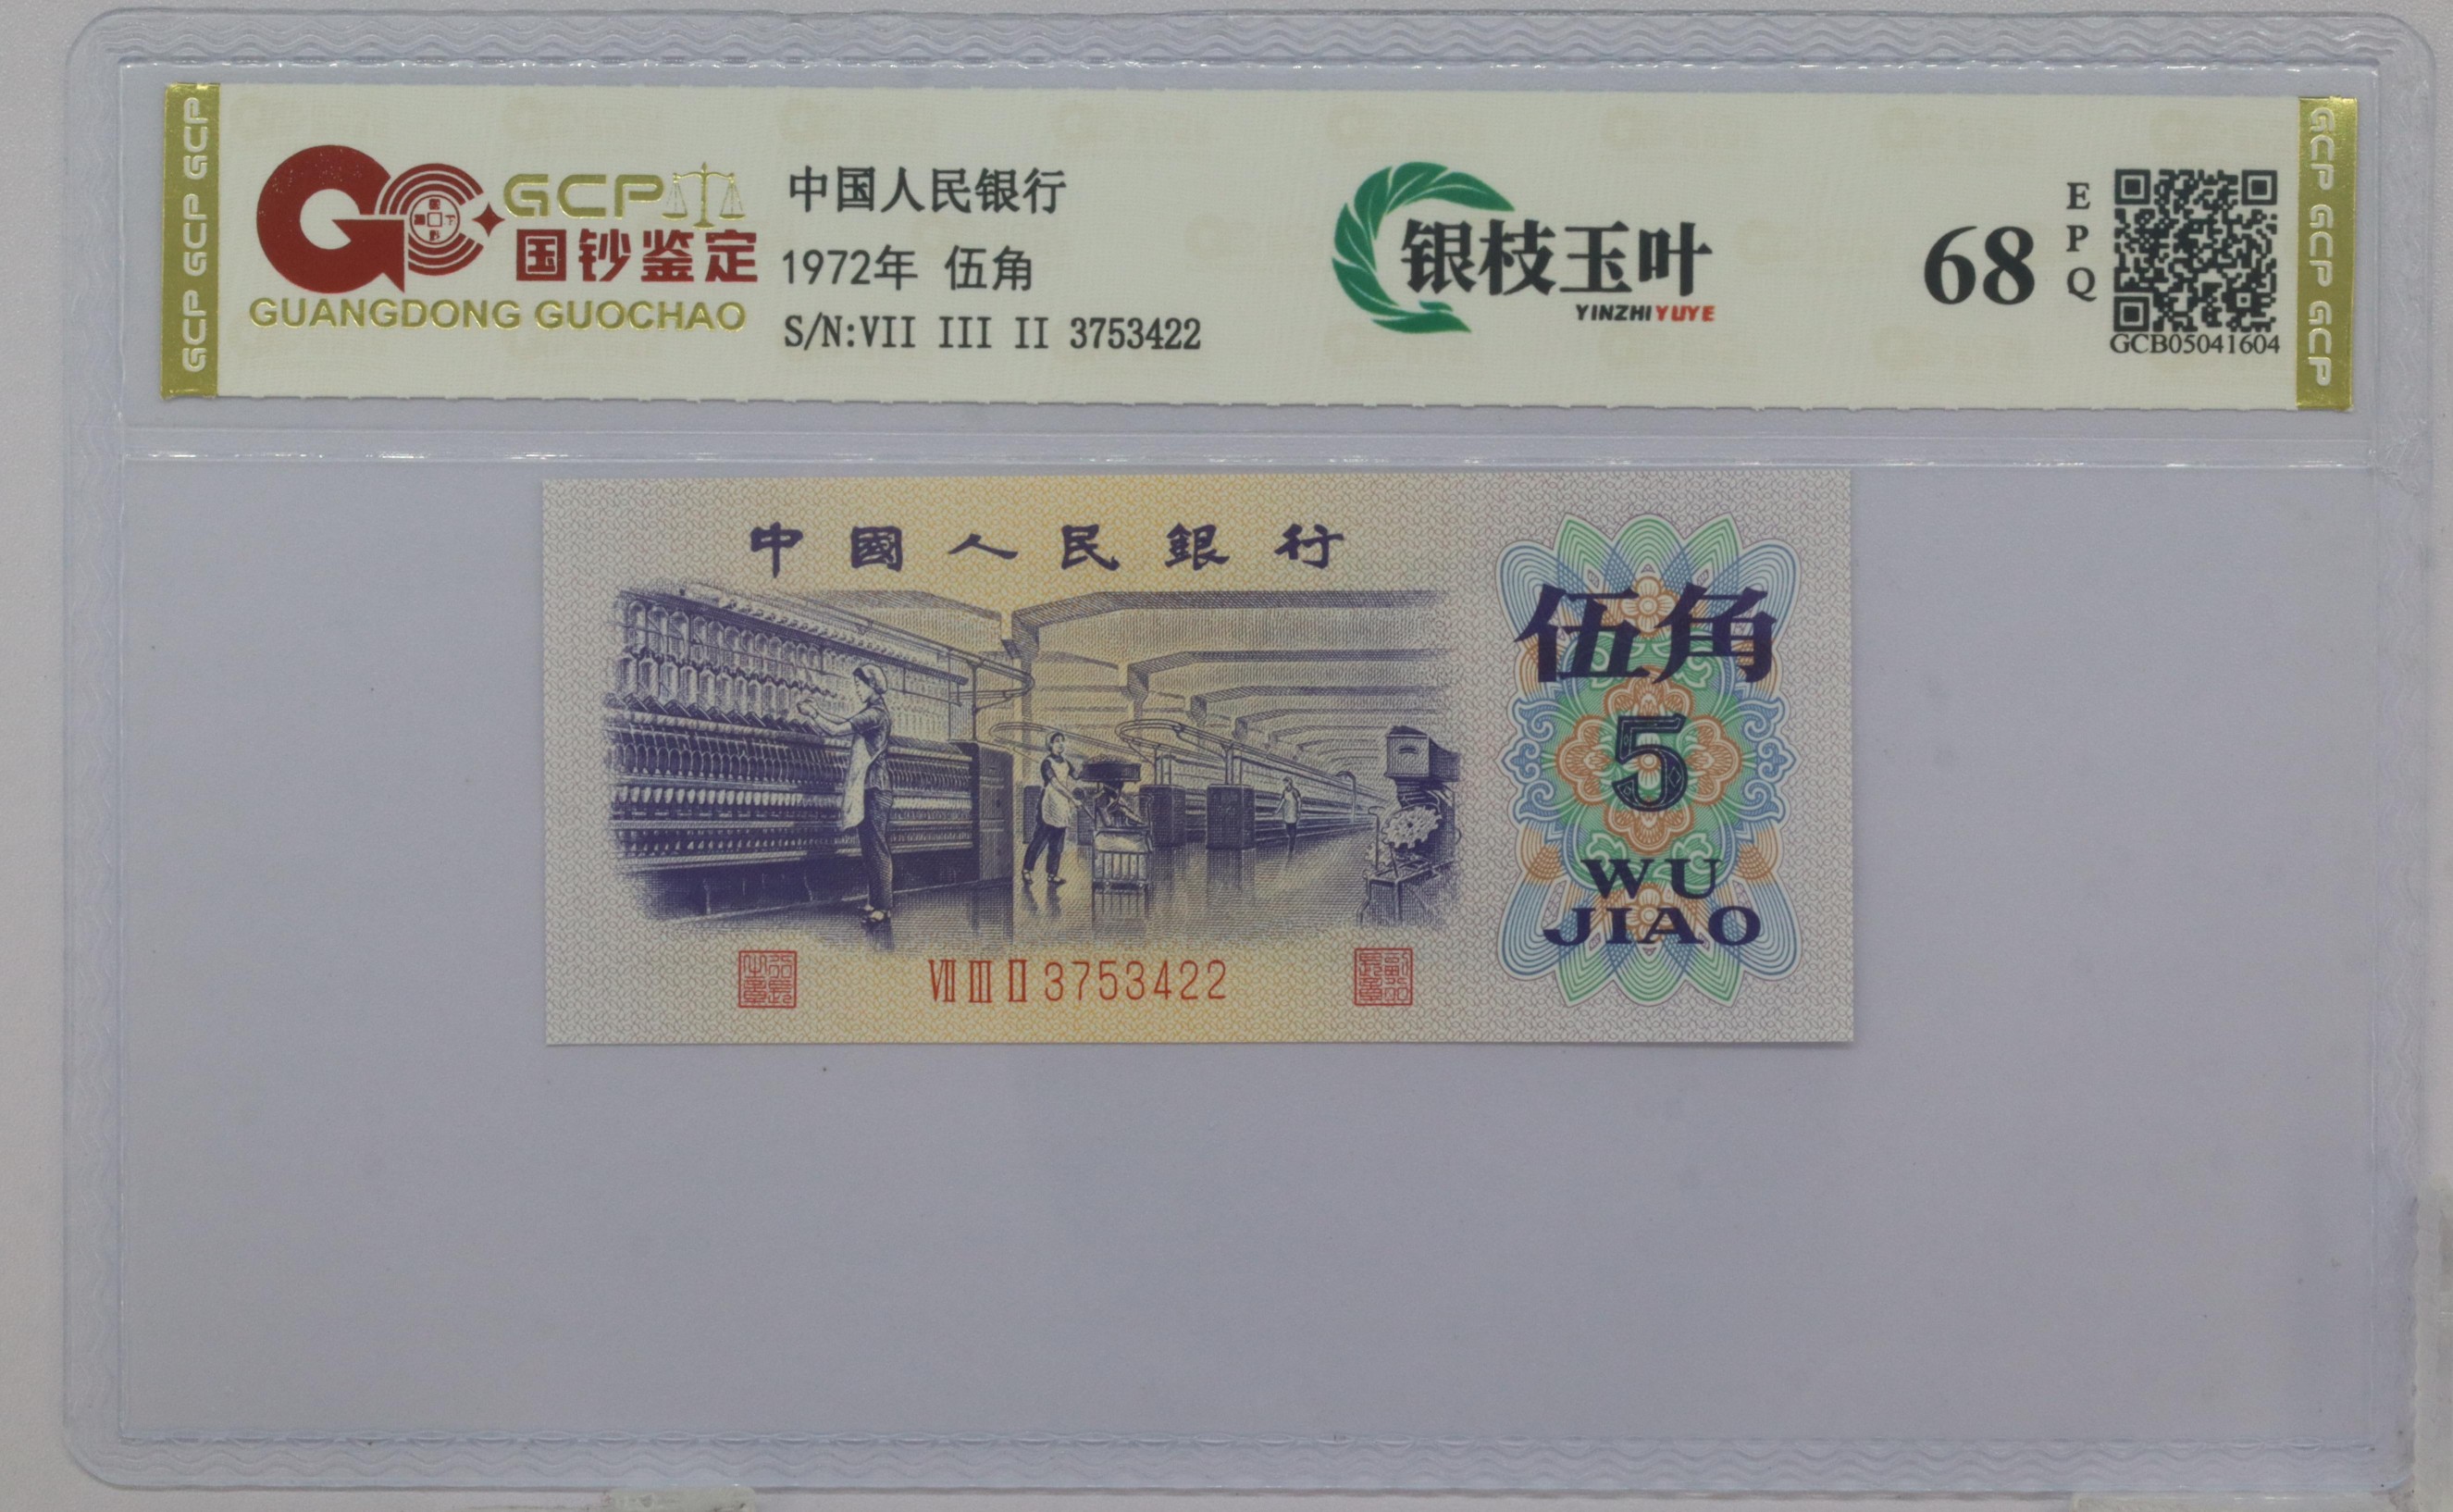 GCP GCP GCP
GCP
国钞鉴定
GUANGDONG GUOCHAO
中国人民银行
1972年 伍角
S/N:VII III II 3753422
银枝玉叶
YINZHIYUYE
68
EPQ
GCB05041604
GCP GCP GCP
中國人民銀行
伍角
5
WU
JIAO
VII III II 3753422